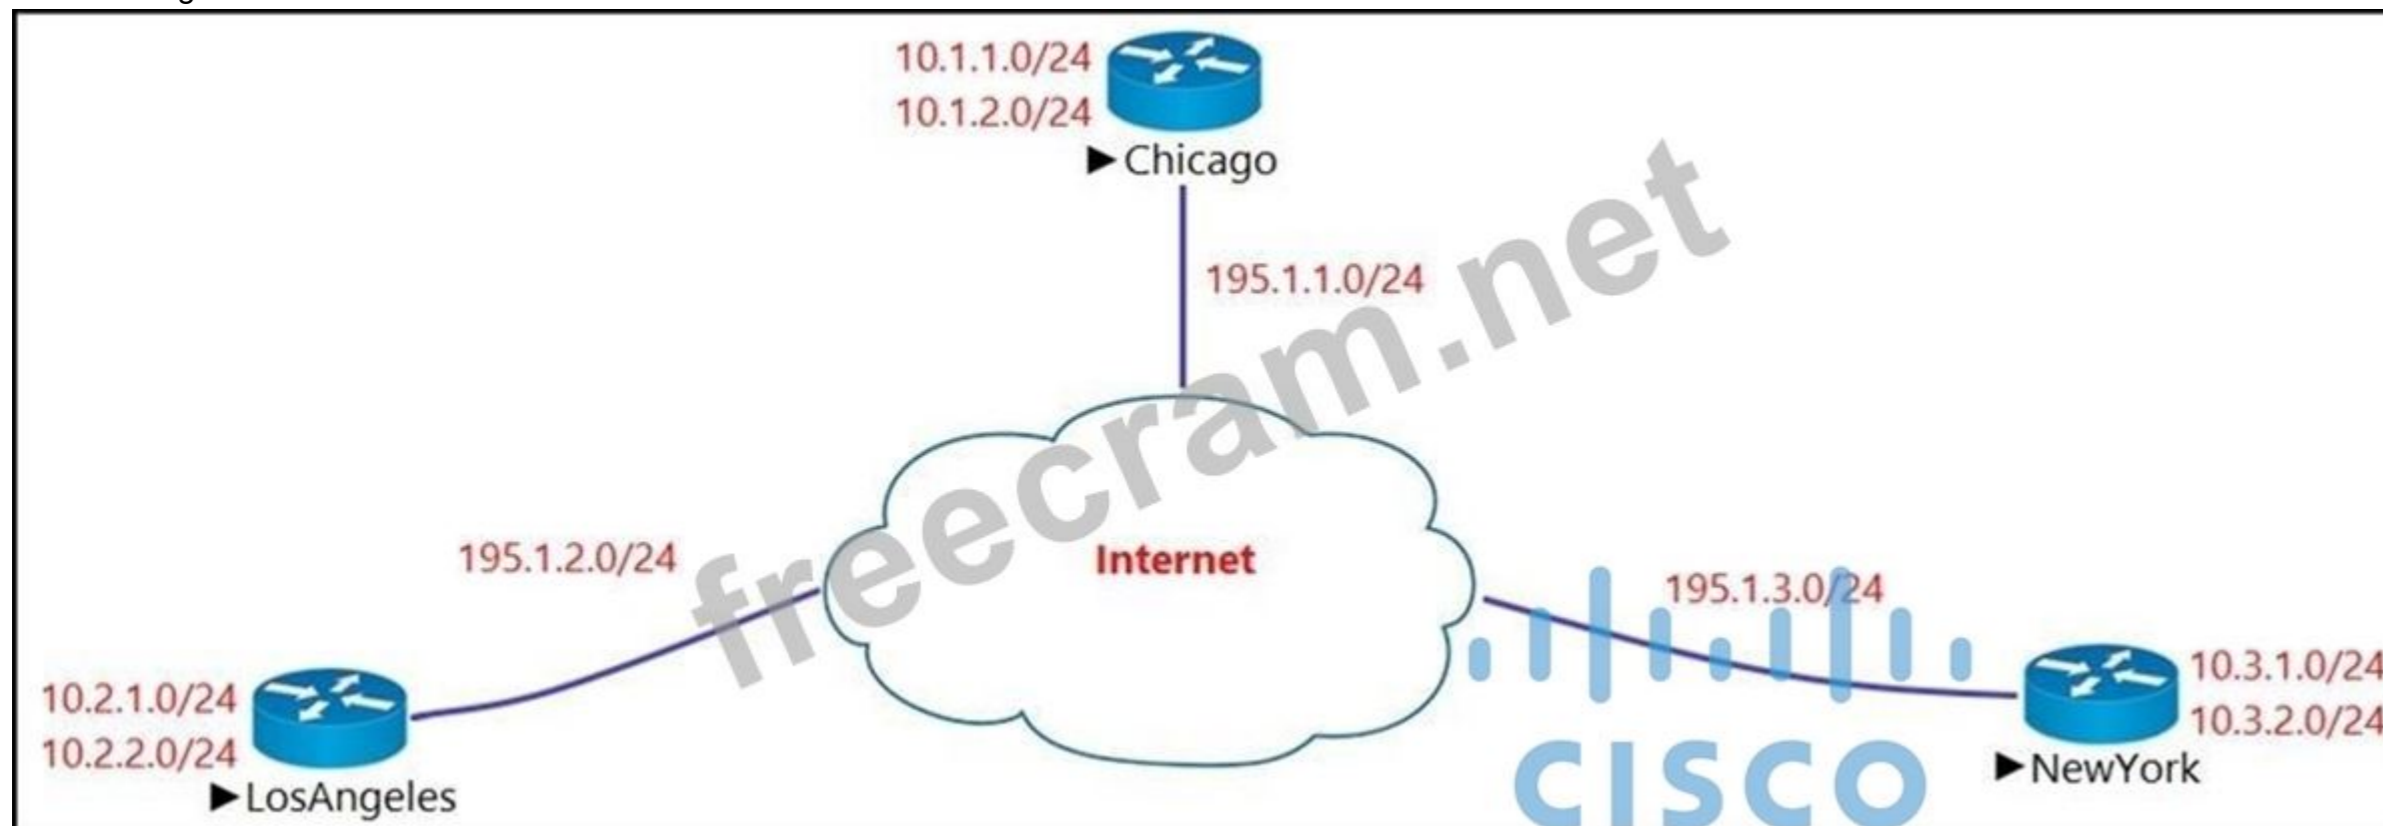 10.1.1.0/24
10.1.2.0/24
►Chicago
195.1.1.0/24
freecram.net
Internet
195.1.2.0/24
195.1.3.0/24
10.2.1.0/24
10.2.2.0/24
►LosAngeles
10.3.1.0/24
10.3.2.0/24
►NewYork
CISCO